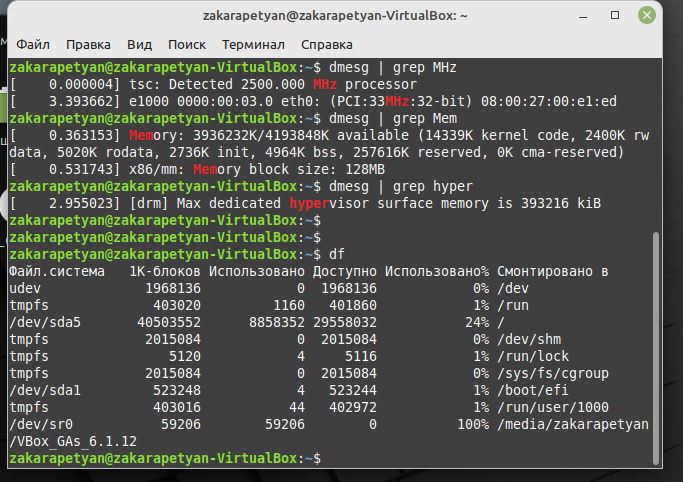 zakarapetyan@zakarapetyan-VirtualBox: ~
Файл Правка Вид Поиск Терминал Справка
zakarapetyan@zakarapetyan-VirtualBox:~$ dmesg | grep MHz
[    0.000004] tsc: Detected 2500.000 MHz processor
[    3.393662] e1000 0000:00:03.0 eth0: (PCI:33MHz:32-bit) 08:00:27:00:e1:ed
zakarapetyan@zakarapetyan-VirtualBox:~$ dmesg | grep Mem
[    0.363153] Memory: 3936232K/4193848K available (14339K kernel code, 2400K rw
data, 5020K rodata, 2736K init, 4964K bss, 257616K reserved, 0K cma-reserved)
[    0.531743] x86/mm: Memory block size: 128MB
zakarapetyan@zakarapetyan-VirtualBox:~$ dmesg | grep hyper
[    2.955023] [drm] Max dedicated hypervisor surface memory is 393216 kiB
zakarapetyan@zakarapetyan-VirtualBox:~$
zakarapetyan@zakarapetyan-VirtualBox:~$
zakarapetyan@zakarapetyan-VirtualBox:~$ df
Файл.система   1K-блоков Использовано Доступно Использовано% Смонтировано в
udev             1968136            0  1968136            0% /dev
tmpfs             403020         1160   401860            1% /run
/dev/sda5       40503552      8858352 29558032           24% /
tmpfs            2015084            0  2015084            0% /dev/shm
tmpfs               5120            4     5116            1% /run/lock
tmpfs            2015084            0  2015084            0% /sys/fs/cgroup
/dev/sda1         523248            4   523244            1% /boot/efi
tmpfs             403016           44   402972            1% /run/user/1000
/dev/sr0           59206        59206        0          100% /media/zakarapetyan
/VBox_GAs_6.1.12
zakarapetyan@zakarapetyan-VirtualBox:~$